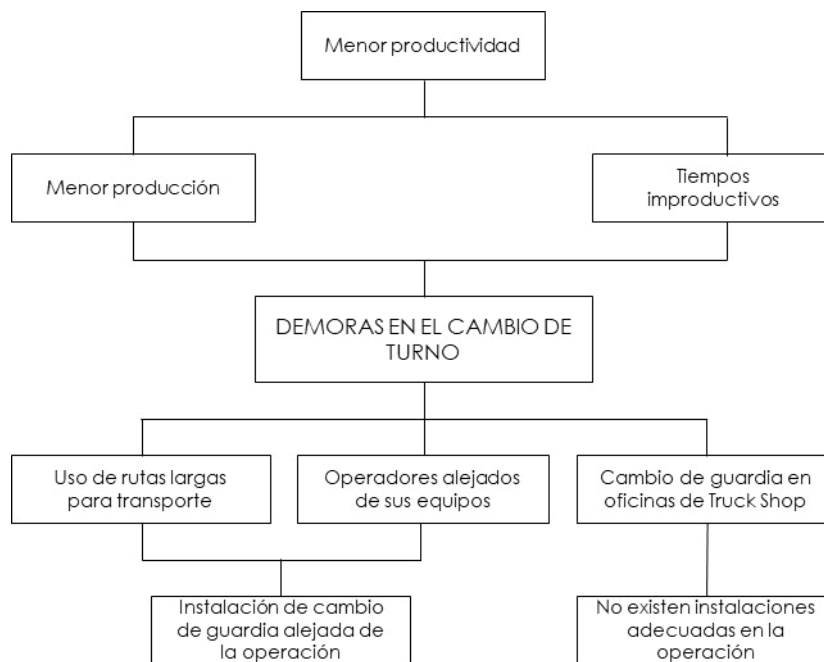 Menor productividad
Menor producción
Tiempos
improductivos
DEMORAS EN EL CAMBIO DE
TURNO
Uso de rutas largas
para transporte
Operadores alejados
de sus equipos
Cambio de guardia en
oficinas de Truck Shop
Instalación de cambio
de guardia alejada de
la operación
No existen instalaciones
adecuadas en la
operación